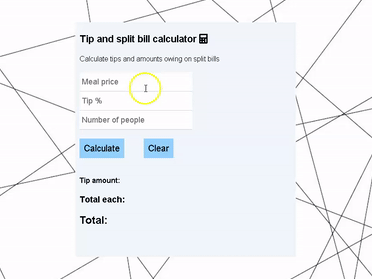 Tip and split bill calculator
Calculate tips and amounts owing on split bills
Meal price
Tip %
Number of people
Calculate Clear
Tip amount:
Total each:
Total: